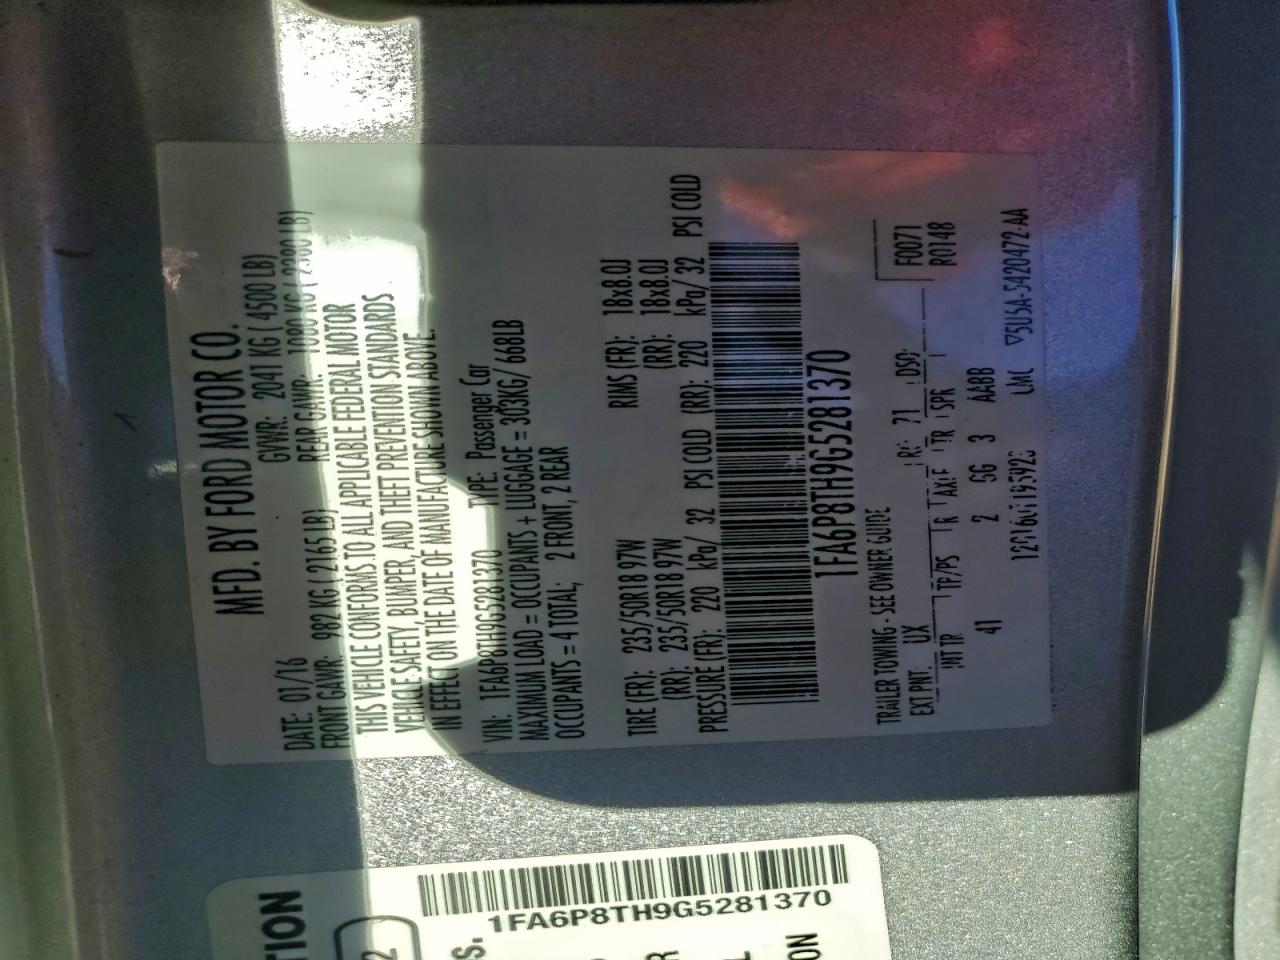 MFD. BY FORD MOTOR CO.
DATE: 01/16 GVWR: 2041 KG ( 4500 LB)
FRONT GAWR: 982 KG ( 2165 LB) REAR GAWR: 1080 KG ( 2380 LB)
THIS VEHICLE CONFORMS TO ALL APPLICABLE FEDERAL MOTOR
VEHICLE SAFETY, BUMPER, AND THEFT PREVENTION STANDARDS
IN EFFECT ON THE DATE OF MANUFACTURE SHOWN ABOVE.
VIN: 1FA6P8TH9G5281370 TYPE: Passenger Car
MAXIMUM LOAD = OCCUPANTS + LUGGAGE = 303KG/ 668LB
OCCUPANTS = 4 TOTAL; 2 FRONT, 2 REAR
TIRE (FR): 235/50R18 97W RIMS (FR): 18x8.0J
(RR): 235/50R18 97W (RR): 18x8.0J
PRESSURE (FR): 220 kPa/ 32 PSI COLD (RR): 220 kPa/ 32 PSI COLD
1FA6P8TH9G5281370
TRAILER TOWING - SEE OWNER GUIDE
EXT PNT: UX RC: 71 DSO: F0071
R0148
INT TR TP/PS R AXLE TR SPR
41 2 SG 3 AABB
LMC 5U5A-5420472-AA
TION
1FA6P8TH9G5281370
S.
ON